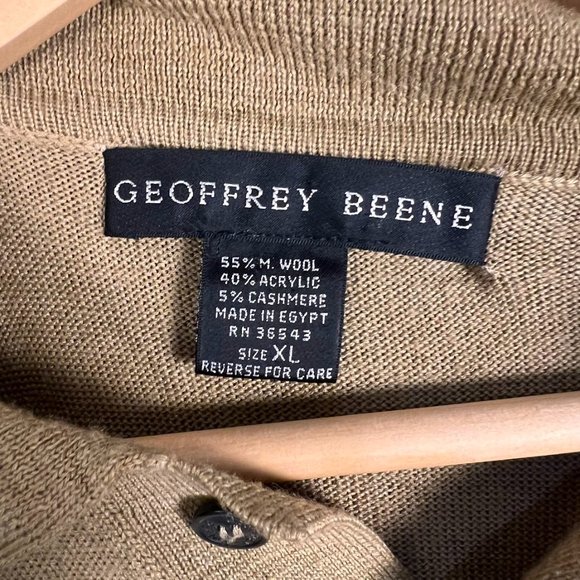 GEOFFREY BEENE
55% M. WOOL
40% ACRYLIC
5% CASHMERE
MADE IN EGYPT
RN 36543
SIZE XL
REVERSE FOR CARE